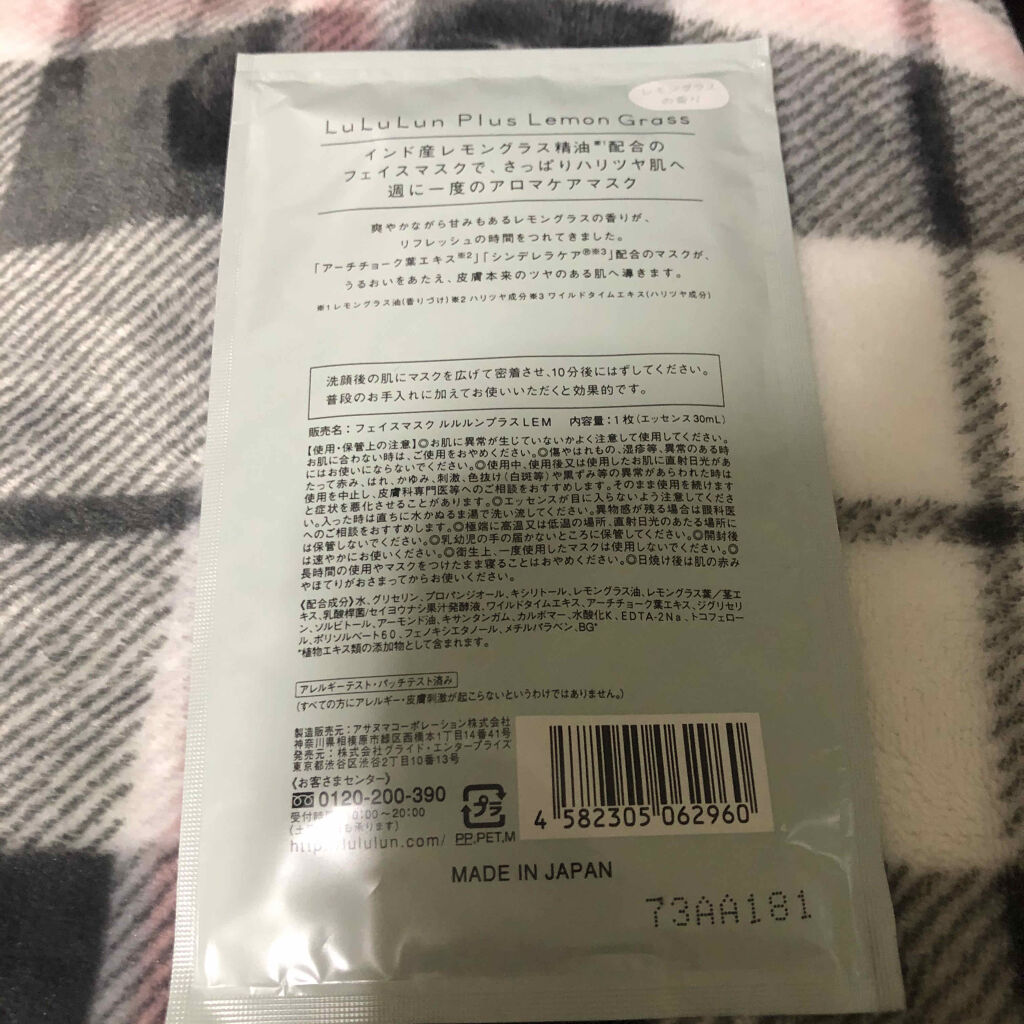 レモングラス
の香り
LuLuLun Plus Lemon Grass
インド産レモングラス精油※1配合の
フェイスマスクで、さっぱりハリツヤ肌へ
週に一度のアロマケアマスク
爽やかながら甘みもあるレモングラスの香りが、
リフレッシュの時間をつれてきました。
「アーチチョーク葉エキス※2」「シンデレラケア®※3」配合のマスクが、
うるおいをあたえ、皮膚本来のツヤのある肌へ導きます。
※1 レモングラス油(香りづけ)※2 ハリツヤ成分※3 ワイルドタイムエキス(ハリツヤ成分)
洗顔後の肌にマスクを広げて密着させ、10分後にはずしてください。
普段のお手入れに加えてお使いいただくと効果的です。
販売名：フェイスマスク ルルルンプラスLEM 内容量：1枚(エッセンス30mL)
【使用・保管上の注意】◎お肌に異常が生じていないかよく注意して使用してください。
お肌に合わない時は、ご使用をおやめください。◎傷やはれもの、湿疹等、異常のある時
にはお使いにならないでください。◎使用中、使用後又は使用したお肌に直射日光があ
たって赤み、はれ、かゆみ、刺激、色抜け(白斑等)や黒ずみ等の異常があらわれた時は
使用を中止し、皮膚科専門医等へのご相談をおすすめします。そのまま使用を続けます
と症状を悪化させることがあります。◎エッセンスが目に入らないよう注意してくださ
い。入った時は直ちに水かぬるま湯で洗い流してください。異物感が残る場合は眼科医
へのご相談をおすすめします。◎極端に高温又は低温の場所、直射日光のあたる場所に
は保管しないでください。◎乳幼児の手の届かないところに保管してください。◎開封後
は速やかにお使いください。◎衛生上、一度使用したマスクは使用しないでください。◎
長時間の使用やマスクをつけたまま寝ることはおやめください。◎日焼け後は肌の赤み
やほてりがおさまってからお使いください。
《配合成分》水、グリセリン、プロパンジオール、キシリトール、レモングラス油、レモングラス葉／茎エ
キス、乳酸桿菌/セイヨウナシ果汁発酵液、ワイルドタイムエキス、アーチチョーク葉エキス、ジグリセリ
ン、ソルビトール、アーモンド油、キサンタンガム、カルボマー、水酸化K、EDTA-2Na、トコフェロー
ル、ポリソルベート60、フェノキシエタノール、メチルパラベン、BG*
*植物エキス類の添加物として含まれます。
アレルギーテスト・パッチテスト済み
(すべての方にアレルギー・皮膚刺激が起こらないというわけではありません。)
製造販売元：アサヌマコーポレーション株式会社
神奈川県相模原市緑区西橋本1丁目14番41号
発売元：株式会社グライド・エンタープライズ
東京都渋谷区渋谷2丁目10番13号
《お客さまセンター》
0120-200-390
受付時間 0:00～20:00
も承ります)
http://lululun.com/
プラ
PP,PET,M
4 582305 062960
MADE IN JAPAN
73AA181